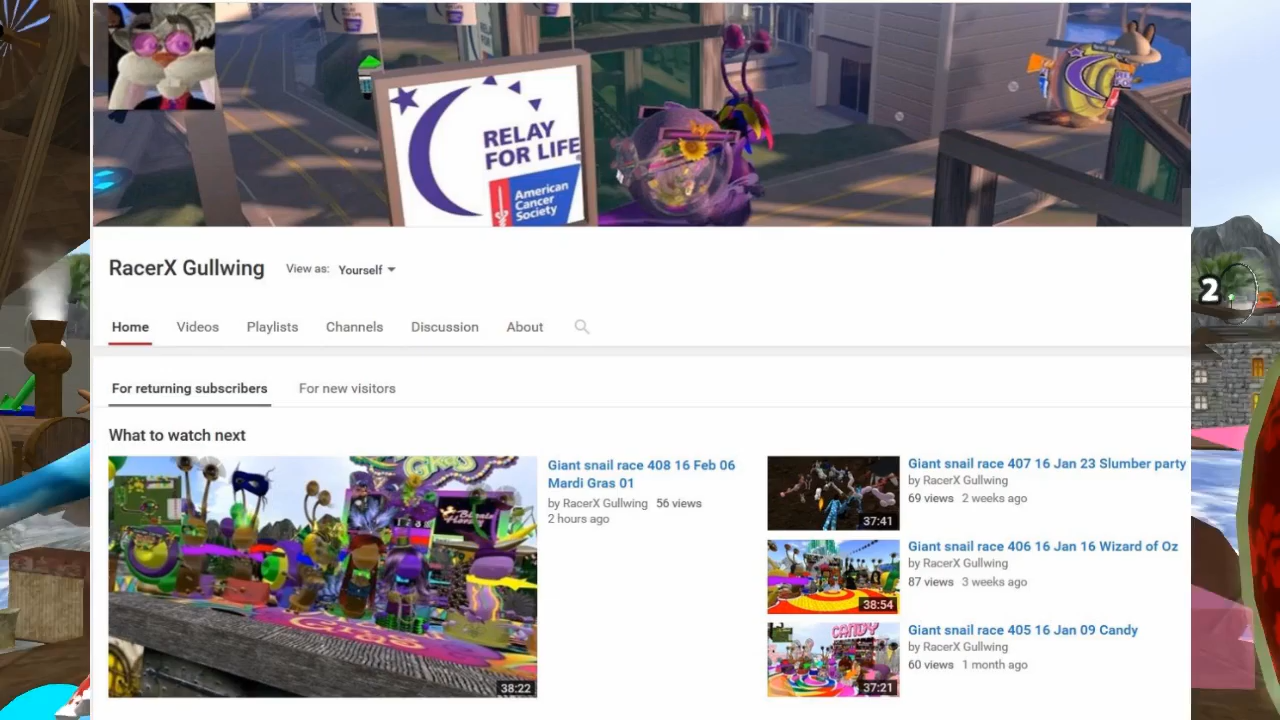 RELAY
FOR LIFE
RELAY
FOR LIFE
American
Cancer
Society
RacerX Gullwing
View as: Yourself
Home Videos Playlists Channels Discussion About
For returning subscribers For new visitors
What to watch next
Giant snail race 408 16 Feb 06
Mardi Gras 01
by RacerX Gullwing 56 views
2 hours ago
38:22
Gras
Giant snail race 407 16 Jan 23 Slumber party
by RacerX Gullwing
69 views 2 weeks ago
37:41
Giant snail race 406 16 Jan 16 Wizard of Oz
by RacerX Gullwing
87 views 3 weeks ago
38:54
Giant snail race 405 16 Jan 09 Candy
by RacerX Gullwing
60 views 1 month ago
CANDY
37:21
2